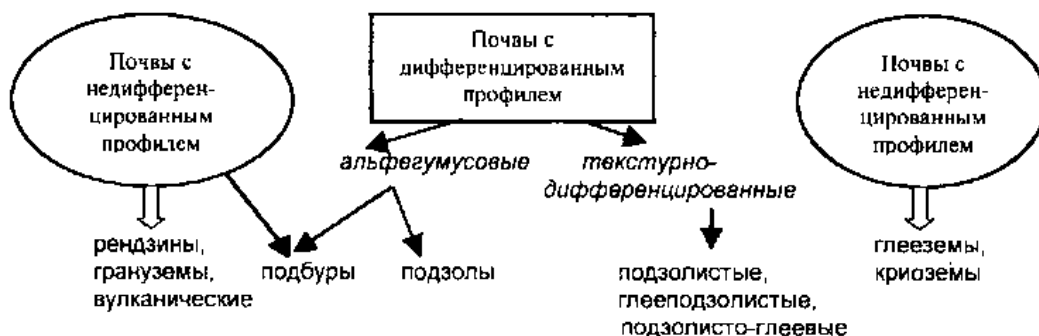 Почвы с
недифферен-
цированным
профилем
Почвы с
дифференцированным
профилем
Почвы с
недифферен-
цированным
профилем
альфегумусовые
текстурно-
дифференцированные
рендзины,
грануземы,
вулканические
подбуры
подзолы
подзолистые,
глееподзолистые,
подзолисто-глеевые
глееземы,
криоземы